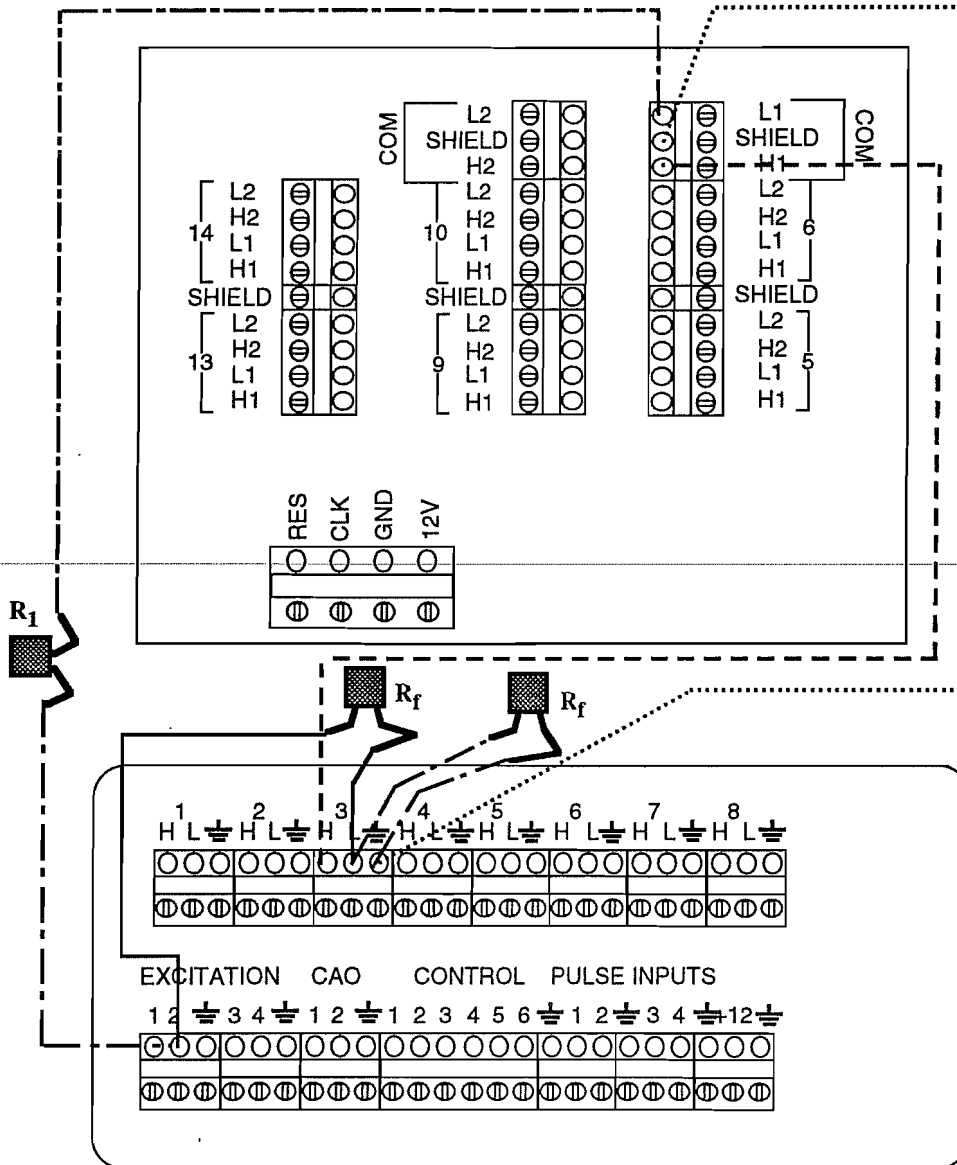 L2 L1
COM SHIELD SHIELD COM
H2 H1
L2 L2
14 L2 10 H2 H2 6
H2 L1 L1
L1 H1 H1
H1
SHIELD SHIELD SHIELD
L2 L2 L2
13 H2 9 H2 H2 5
L1 L1 L1
H1 H1 H1
RES CLK GND 12V
R1
Rf Rf
1 2 3 4 5 6 7 8
H L H L H L H L H L H L H L H L
EXCITATION CAO CONTROL PULSE INPUTS
1 2 3 4 1 2 1 2 3 4 5 6 1 2 3 4 +12